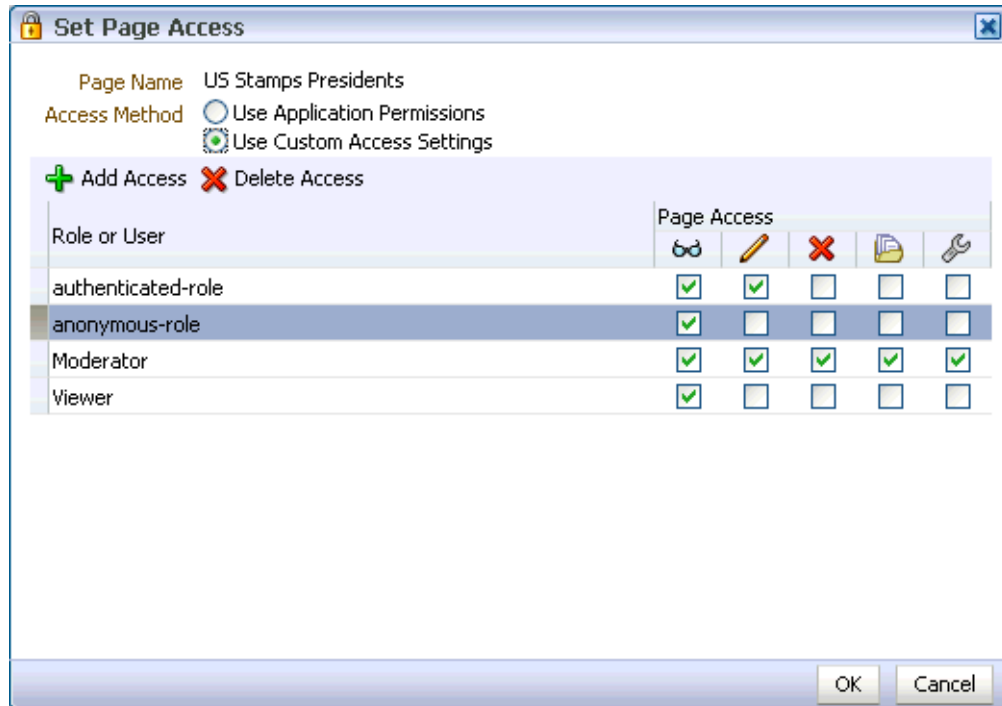 Set Page Access
Page Name US Stamps Presidents
Access Method Use Application Permissions
Use Custom Access Settings
Add Access Delete Access
Role or User Page Access
authenticated-role
anonymous-role
Moderator
Viewer
OK Cancel